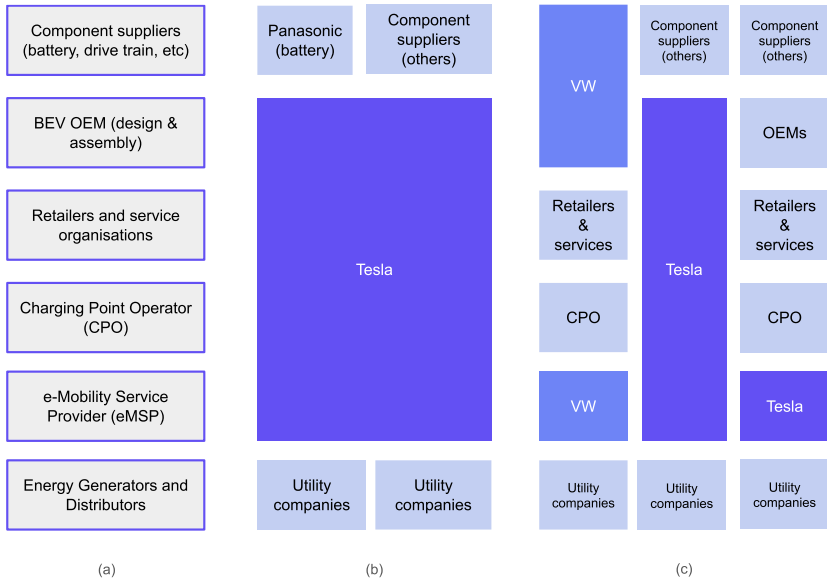 Component suppliers
(battery, drive train, etc)
BEV OEM (design &
assembly)
Retailers and service
organisations
Charging Point Operator
(CPO)
e-Mobility Service
Provider (eMSP)
Energy Generators and
Distributors
(a)
Panasonic
(battery)
Component
suppliers
(others)
Tesla
Utility
companies
Utility
companies
(b)
VW
Retailers
&
services
CPO
VW
Utility
companies
Component
suppliers
(others)
Tesla
Utility
companies
Component
suppliers
(others)
OEMs
Retailers
&
services
CPO
Tesla
Utility
companies
(c)